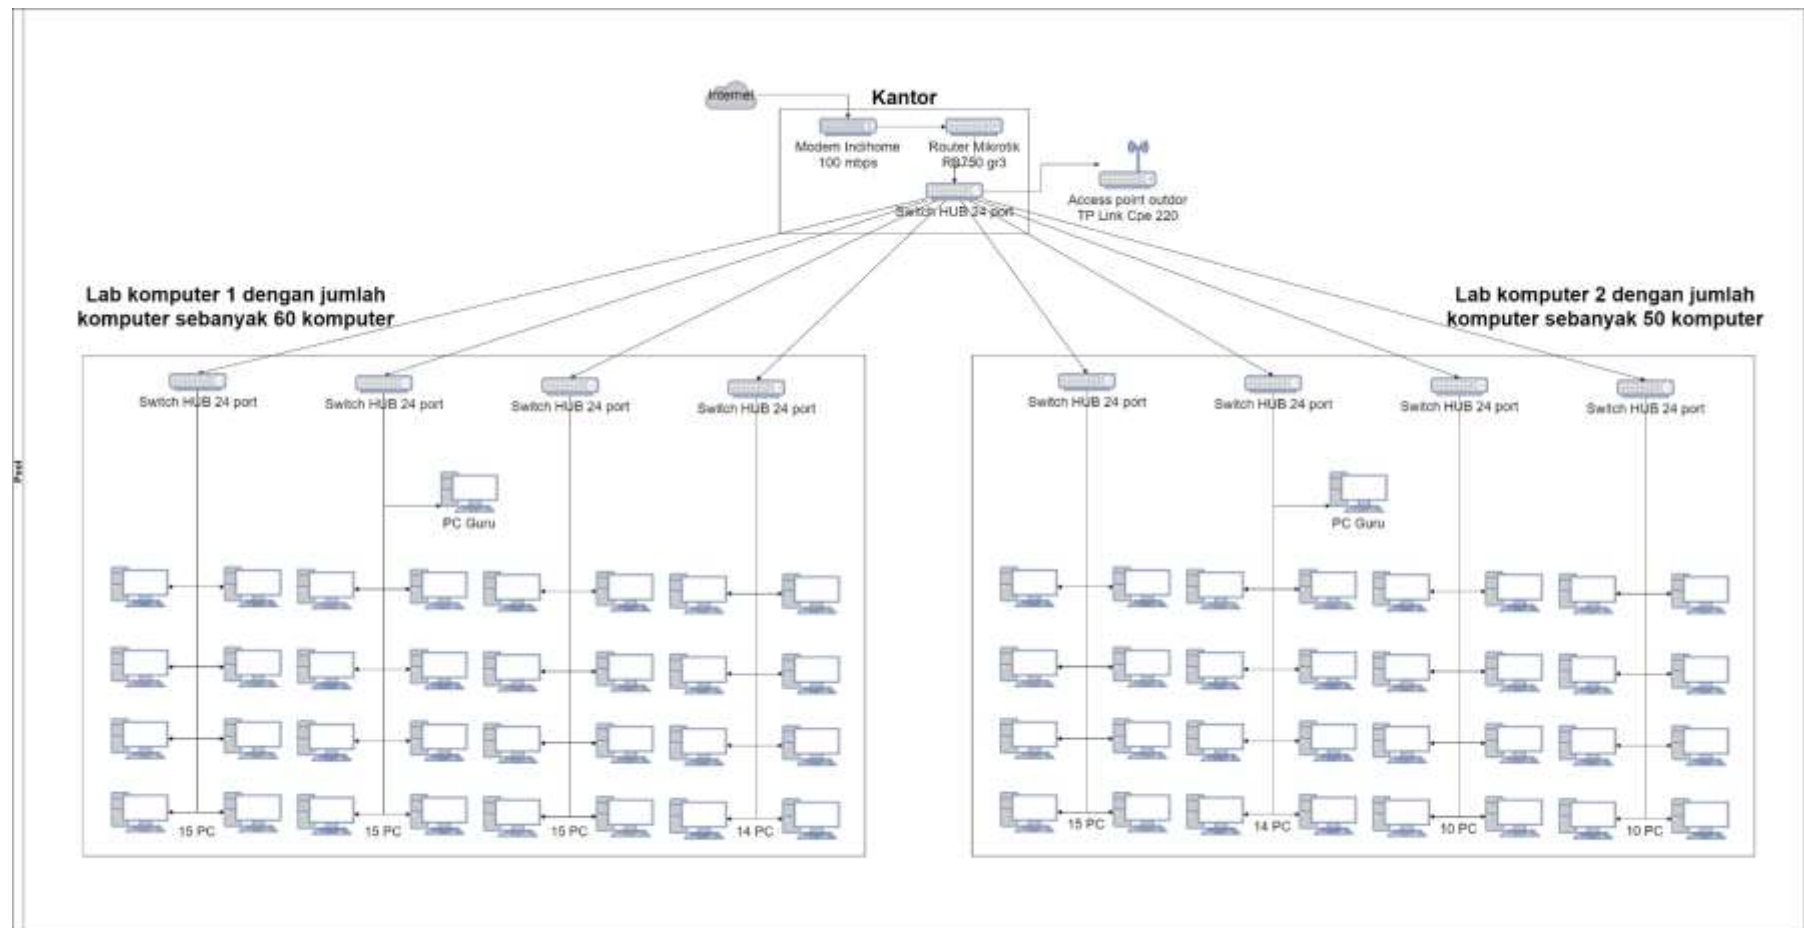 Internet
Kantor
Modem Indihome
100 mbps
Router Mikrotik
RB750 gr3
Switch HUB 24 port
Access point outdor
TP Link Cpe 220
Lab komputer 1 dengan jumlah
komputer sebanyak 60 komputer
Lab komputer 2 dengan jumlah
komputer sebanyak 50 komputer
Switch HUB 24 port
Switch HUB 24 port
Switch HUB 24 port
Switch HUB 24 port
Switch HUB 24 port
Switch HUB 24 port
Switch HUB 24 port
Switch HUB 24 port
PC Guru
PC Guru
15 PC
15 PC
15 PC
14 PC
15 PC
14 PC
10 PC
10 PC